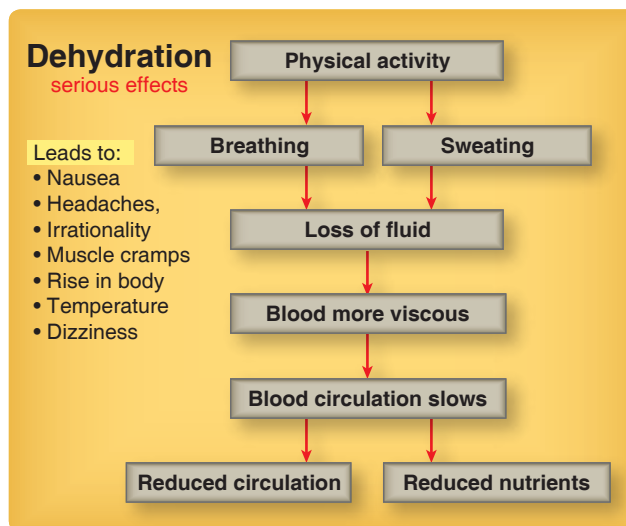 Dehydration
serious effects
Leads to:
• Nausea
• Headaches,
• Irrationality
• Muscle cramps
• Rise in body
• Temperature
• Dizziness
Physical activity
Breathing
Sweating
Loss of fluid
Blood more viscous
Blood circulation slows
Reduced circulation
Reduced nutrients